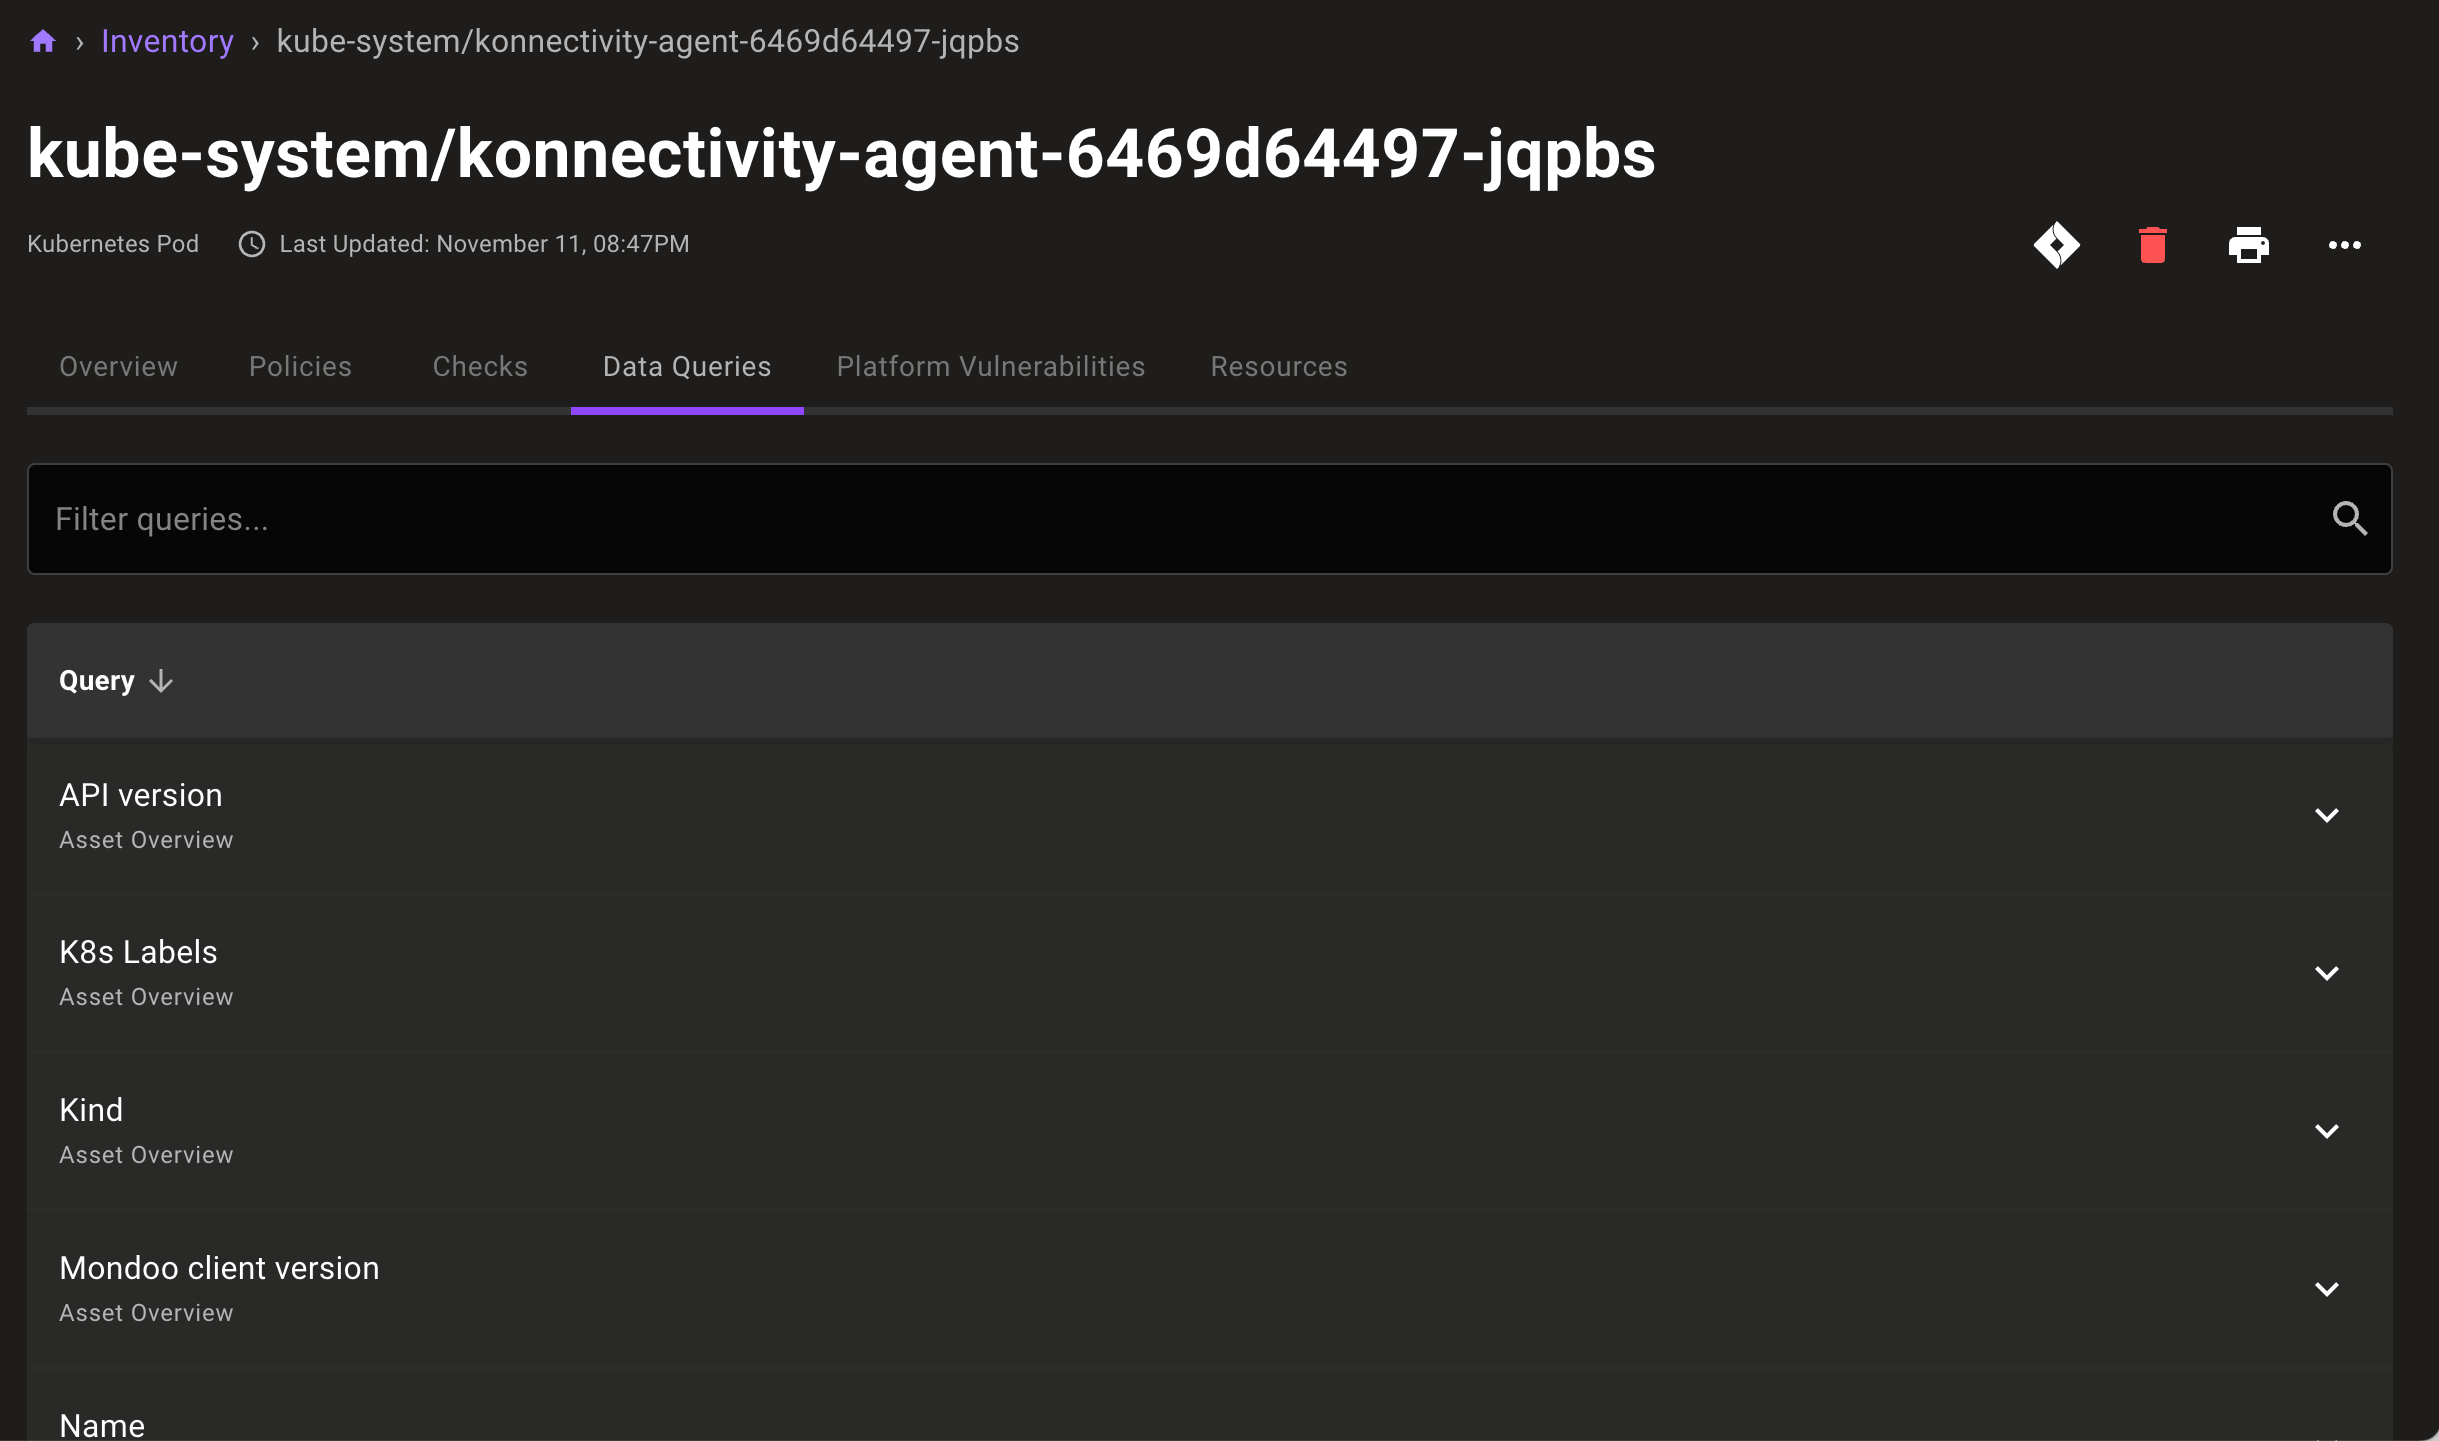 › Inventory › kube-system/konnectivity-agent-6469d64497-jqpbs
kube-system/konnectivity-agent-6469d64497-jqpbs
Kubernetes Pod Last Updated: November 11, 08:47PM
Overview Policies Checks Data Queries Platform Vulnerabilities Resources
Filter queries...
Query
API version
Asset Overview
K8s Labels
Asset Overview
Kind
Asset Overview
Mondoo client version
Asset Overview
Name